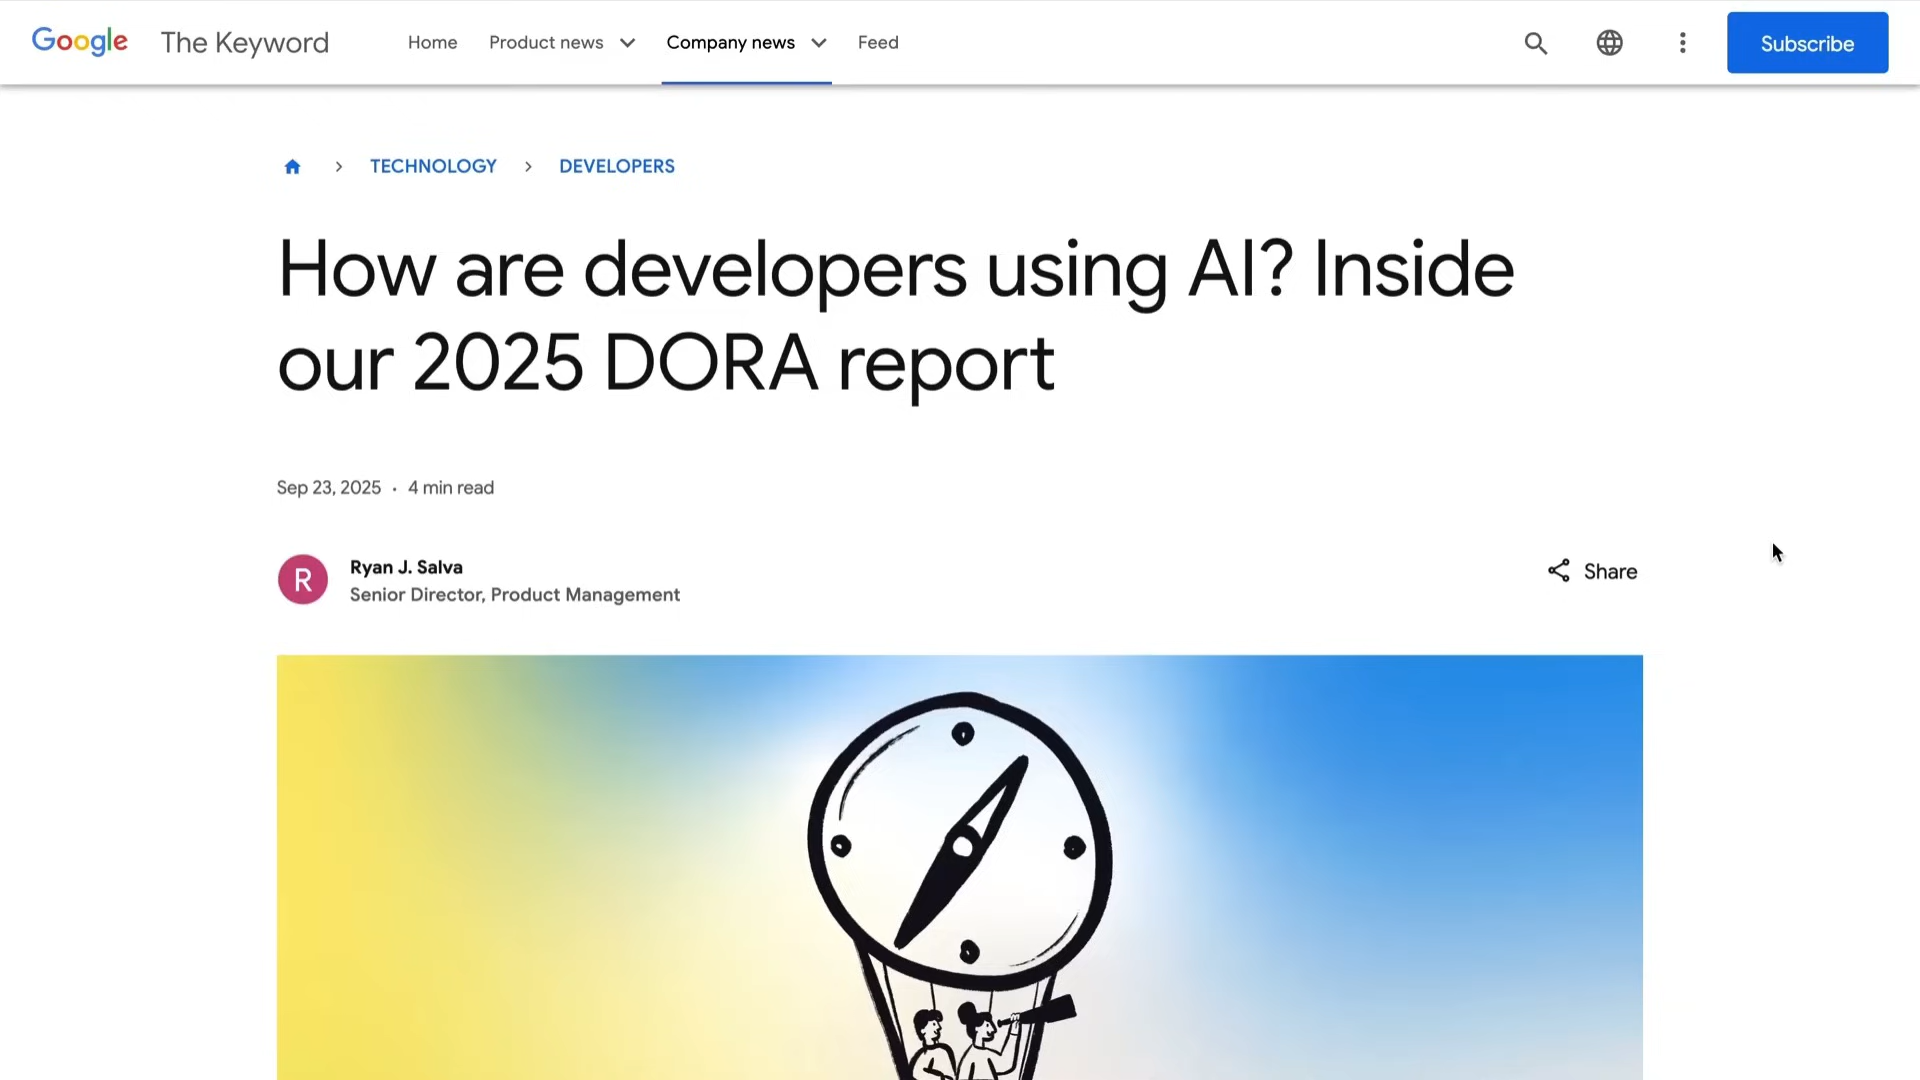 Google The Keyword Home Product news Company news Feed Subscribe
TECHNOLOGY > DEVELOPERS
How are developers using AI? Inside
our 2025 DORA report
Sep 23, 2025 · 4 min read
R
Ryan J. Salva
Senior Director, Product Management
Share